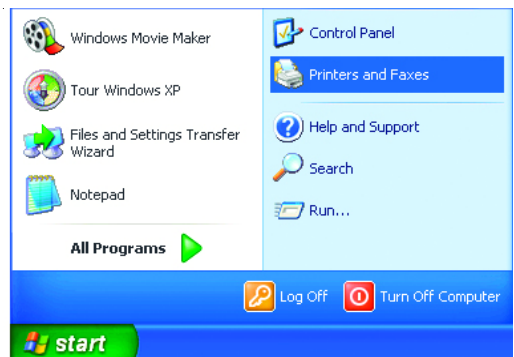 Windows Movie Maker
Tour Windows XP
Files and Settings Transfer
Wizard
Notepad
All Programs
Control Panel
Printers and Faxes
Help and Support
Search
Run...
Log Off
Turn Off Computer
start